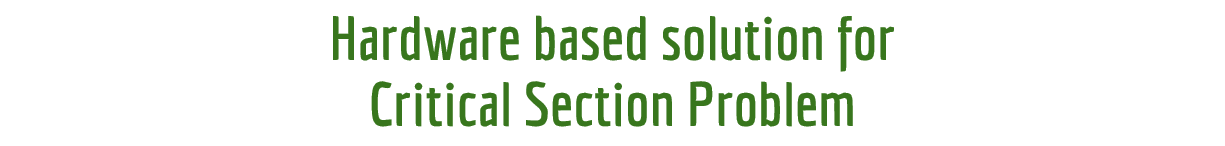 Hardware based solution for
Critical Section Problem